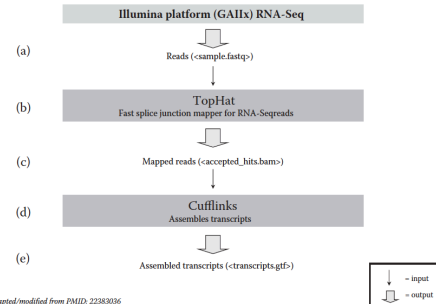 Illumina platform (GAIIx) RNA-Seq
(a)
Reads (<sample.fastq>
(b)
TopHat
Fast splice junction mapper for RNA-Seqreads
(c)
Mapped reads (<accepted_hits.bam>)
(d)
Cufflinks
Assembles transcripts
(e)
Assembled transcripts (<transcripts.gtf>)
= input
= output
apted/modified from PMID: 22383036